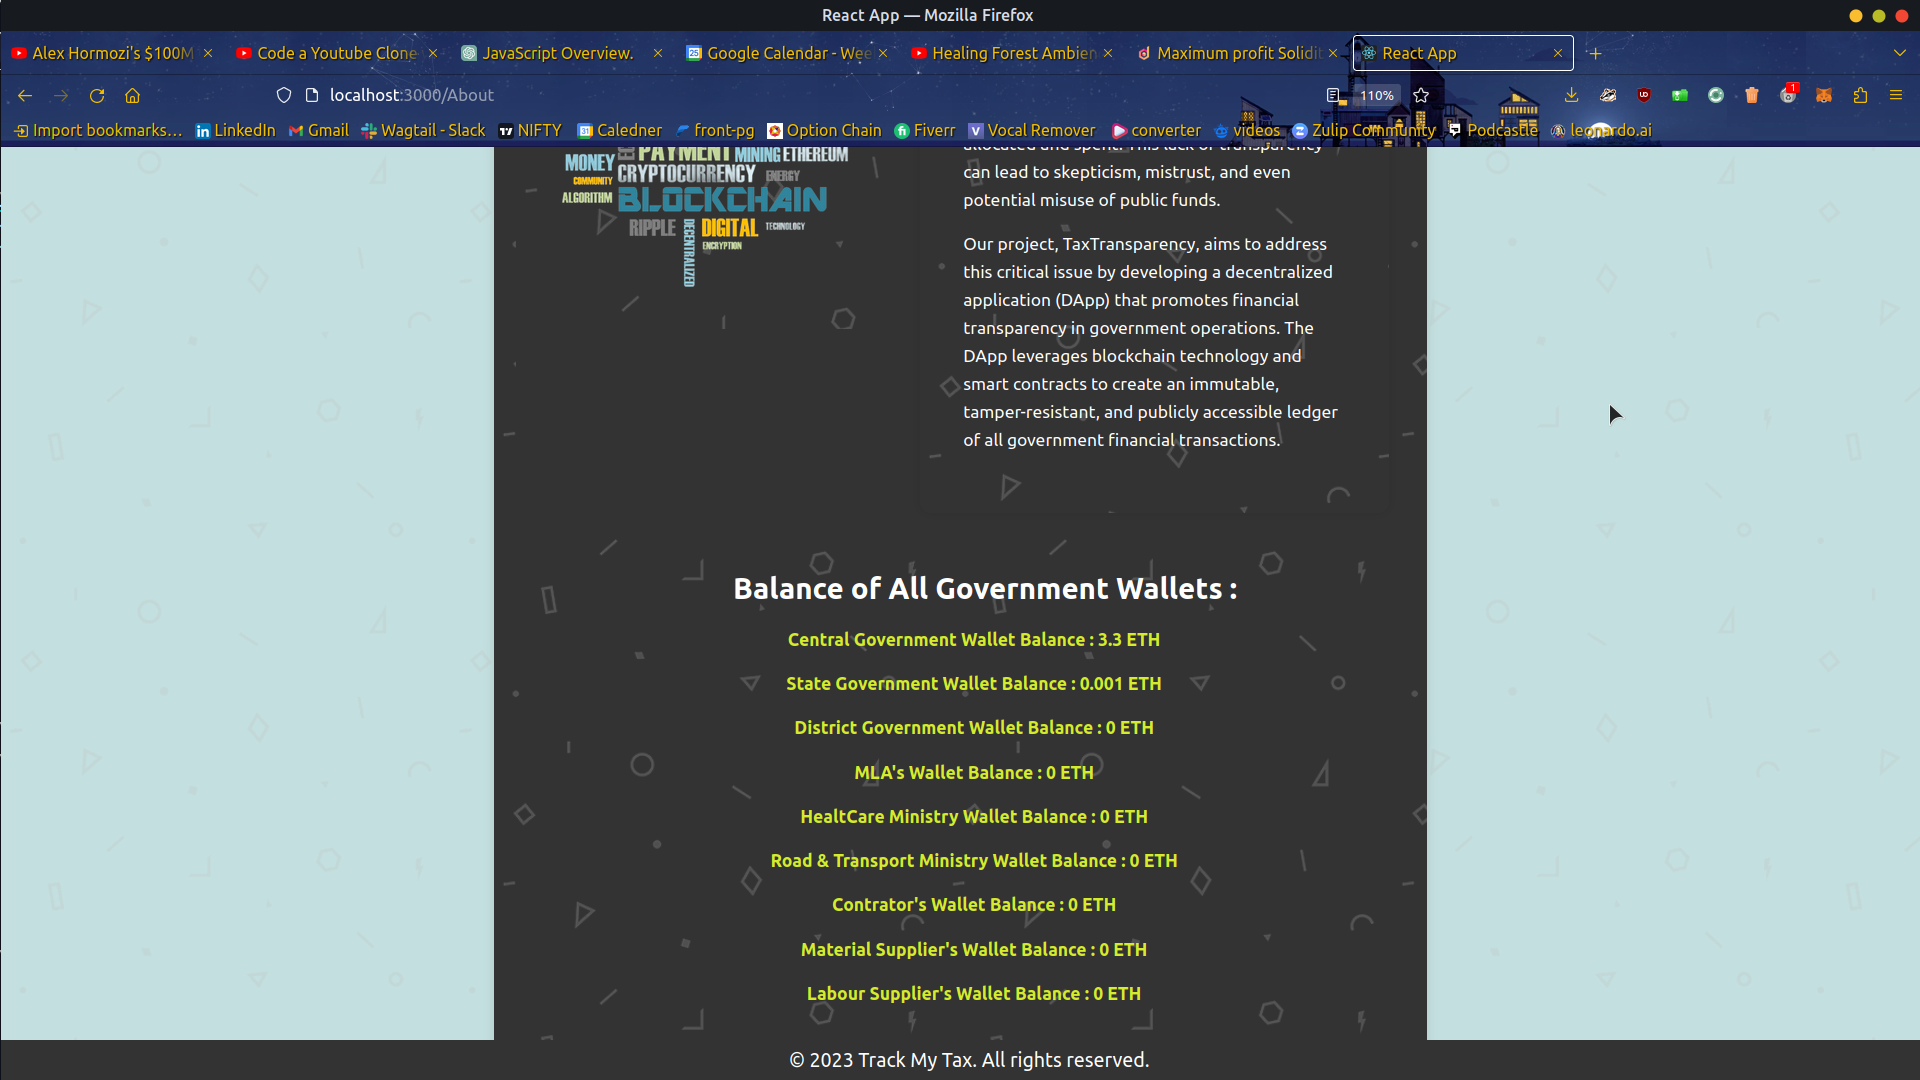 React App — Mozilla Firefox
Alex Hormozi's $100M
Code a Youtube Clone
JavaScript Overview.
Google Calendar - Wee
Healing Forest Ambien
Maximum profit Solidit
React App
localhost:3000/About
110%
1
Import bookmarks…
LinkedIn
Gmail
Wagtail - Slack
NIFTY
Caledner
front-pg
Option Chain
Fiverr
Vocal Remover
converter
videos
Zulip Community
Podcastle
leonardo.ai
PAYMENT MINING ETHEREUM
MONEY
CRYPTOCURRENCY ENERGY
COMMUNITY
ALGORITHM BLOCKCHAIN
RIPPLE DIGITAL TECHNOLOGY
ENCRYPTION
DECENTRALIZED
allocated and spent. This lack of transparency
can lead to skepticism, mistrust, and even
potential misuse of public funds.
Our project, TaxTransparency, aims to address
this critical issue by developing a decentralized
application (DApp) that promotes financial
transparency in government operations. The
DApp leverages blockchain technology and
smart contracts to create an immutable,
tamper-resistant, and publicly accessible ledger
of all government financial transactions.
Balance of All Government Wallets :
Central Government Wallet Balance : 3.3 ETH
State Government Wallet Balance : 0.001 ETH
District Government Wallet Balance : 0 ETH
MLA's Wallet Balance : 0 ETH
HealtCare Ministry Wallet Balance : 0 ETH
Road & Transport Ministry Wallet Balance : 0 ETH
Contrator's Wallet Balance : 0 ETH
Material Supplier's Wallet Balance : 0 ETH
Labour Supplier's Wallet Balance : 0 ETH
© 2023 Track My Tax. All rights reserved.